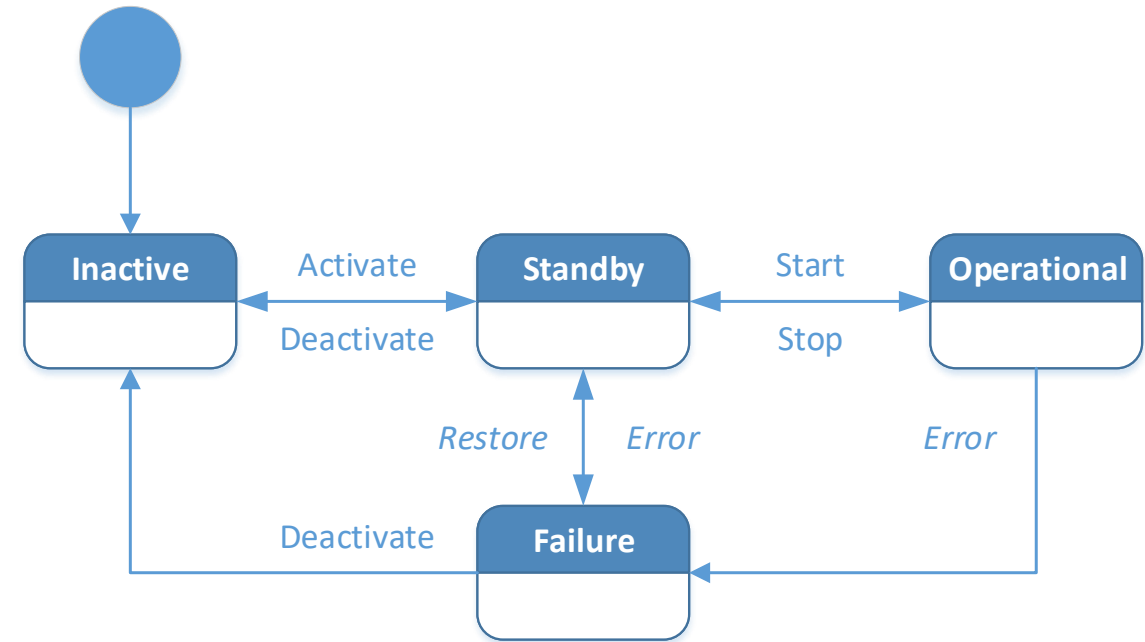 Inactive
Activate
Standby
Start
Operational
Deactivate
Stop
Restore
Error
Error
Deactivate
Failure